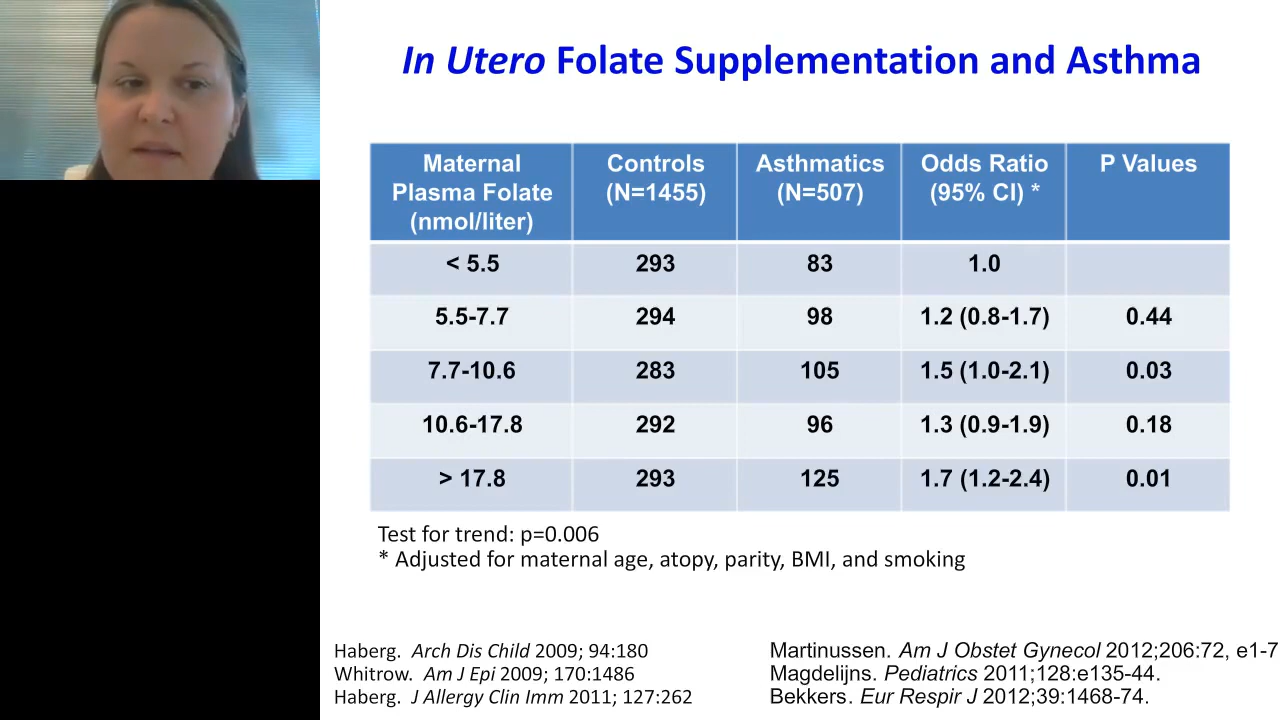 In Utero Folate Supplementation and Asthma
Maternal Plasma Folate (nmol/liter) Controls (N=1455) Asthmatics (N=507) Odds Ratio (95% CI) * P Values
< 5.5 293 83 1.0
5.5-7.7 294 98 1.2 (0.8-1.7) 0.44
7.7-10.6 283 105 1.5 (1.0-2.1) 0.03
10.6-17.8 292 96 1.3 (0.9-1.9) 0.18
> 17.8 293 125 1.7 (1.2-2.4) 0.01
Test for trend: p=0.006
* Adjusted for maternal age, atopy, parity, BMI, and smoking
Haberg. Arch Dis Child 2009; 94:180
Whitrow. Am J Epi 2009; 170:1486
Haberg. J Allergy Clin Imm 2011; 127:262
Martinussen. Am J Obstet Gynecol 2012;206:72, e1-7
Magdelijns. Pediatrics 2011;128:e135-44.
Bekkers. Eur Respir J 2012;39:1468-74.